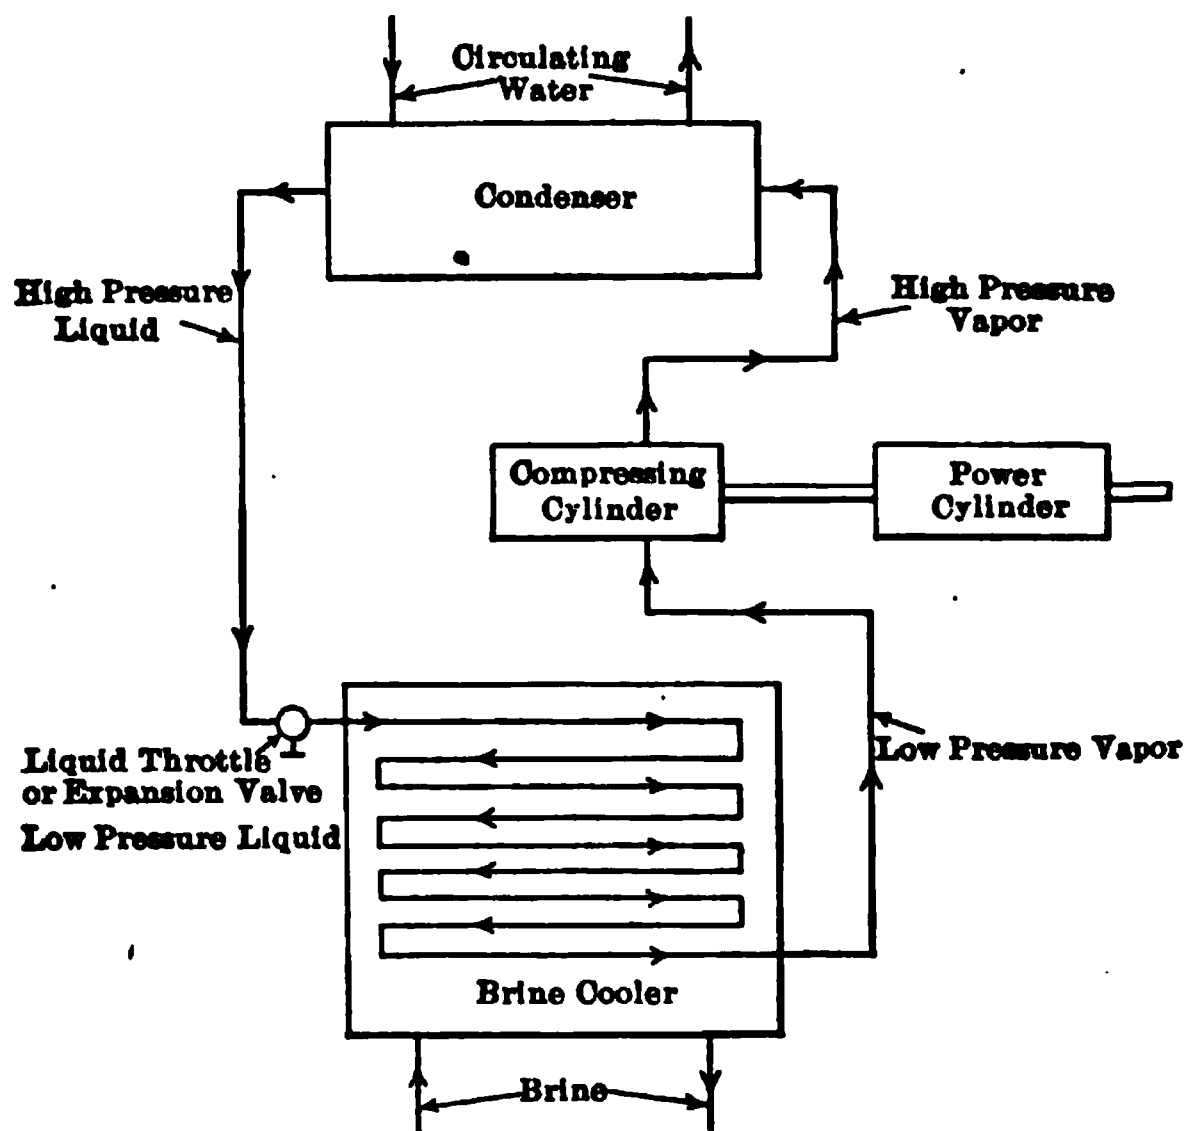 Circulating
Water
Condenser
High Pressure
Liquid
High Pressure
Vapor
Compressing
Cylinder
Power
Cylinder
Liquid Throttle
or Expansion Valve
Low Pressure Liquid
Low Pressure Vapor
Brine Cooler
Brine